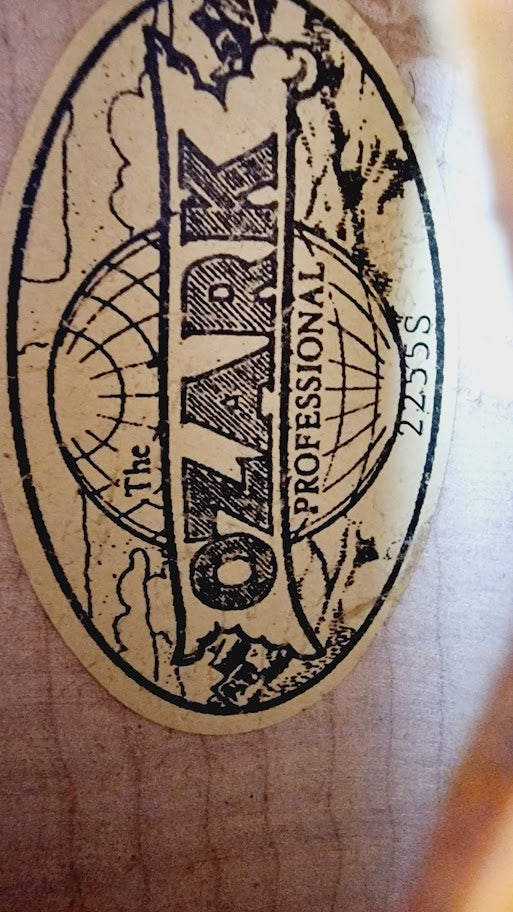 The
OZARK
PROFESSIONAL
2255S